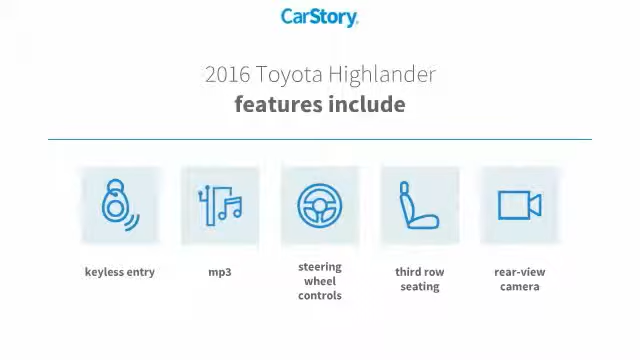 CarStory.
2016 Toyota Highlander
features include
keyless entry
mp3
steering
wheel
controls
third row
seating
rear-view
camera